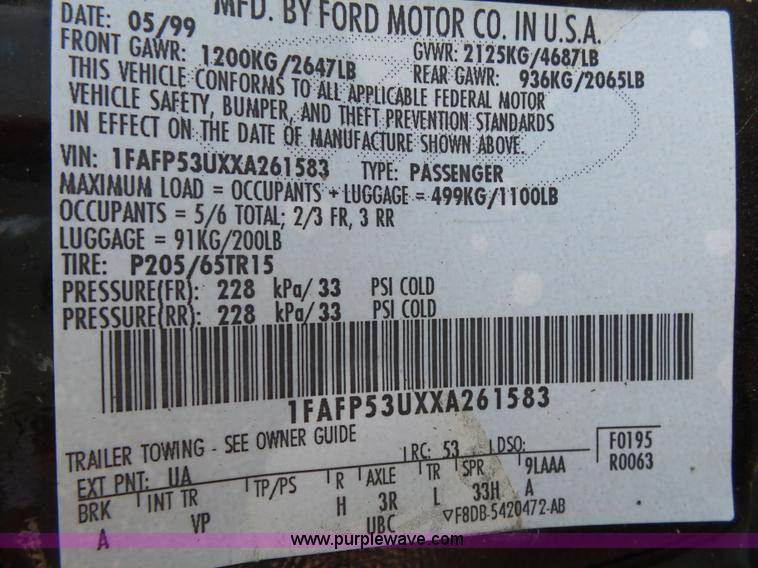 MFD. BY FORD MOTOR CO. IN U.S.A.
DATE: 05/99
GVWR: 2125KG/4687LB
FRONT GAWR: 1200KG/2647LB
REAR GAWR: 936KG/2065LB
THIS VEHICLE CONFORMS TO ALL APPLICABLE FEDERAL MOTOR
VEHICLE SAFETY, BUMPER, AND THEFT PREVENTION STANDARDS
IN EFFECT ON THE DATE OF MANUFACTURE SHOWN ABOVE.
VIN: 1FAFP53UXXA261583 TYPE: PASSENGER
MAXIMUM LOAD = OCCUPANTS + LUGGAGE = 499KG/1100LB
OCCUPANTS = 5/6 TOTAL; 2/3 FR, 3 RR
LUGGAGE = 91KG/200LB
TIRE: P205/65TR15
PRESSURE(FR): 228 kPa/ 33 PSI COLD
PRESSURE(RR): 228 kPa/ 33 PSI COLD
1FAFP53UXXA261583
TRAILER TOWING - SEE OWNER GUIDE
EXT PNT: UA RC: 53 DSO: F0195
BRK INT TR TP/PS R AXLE TR SPR 9LAAA R0063
A VP H 3R L 33H A
UBC ▽F8DB-5420472-AB
www.purplewave.com